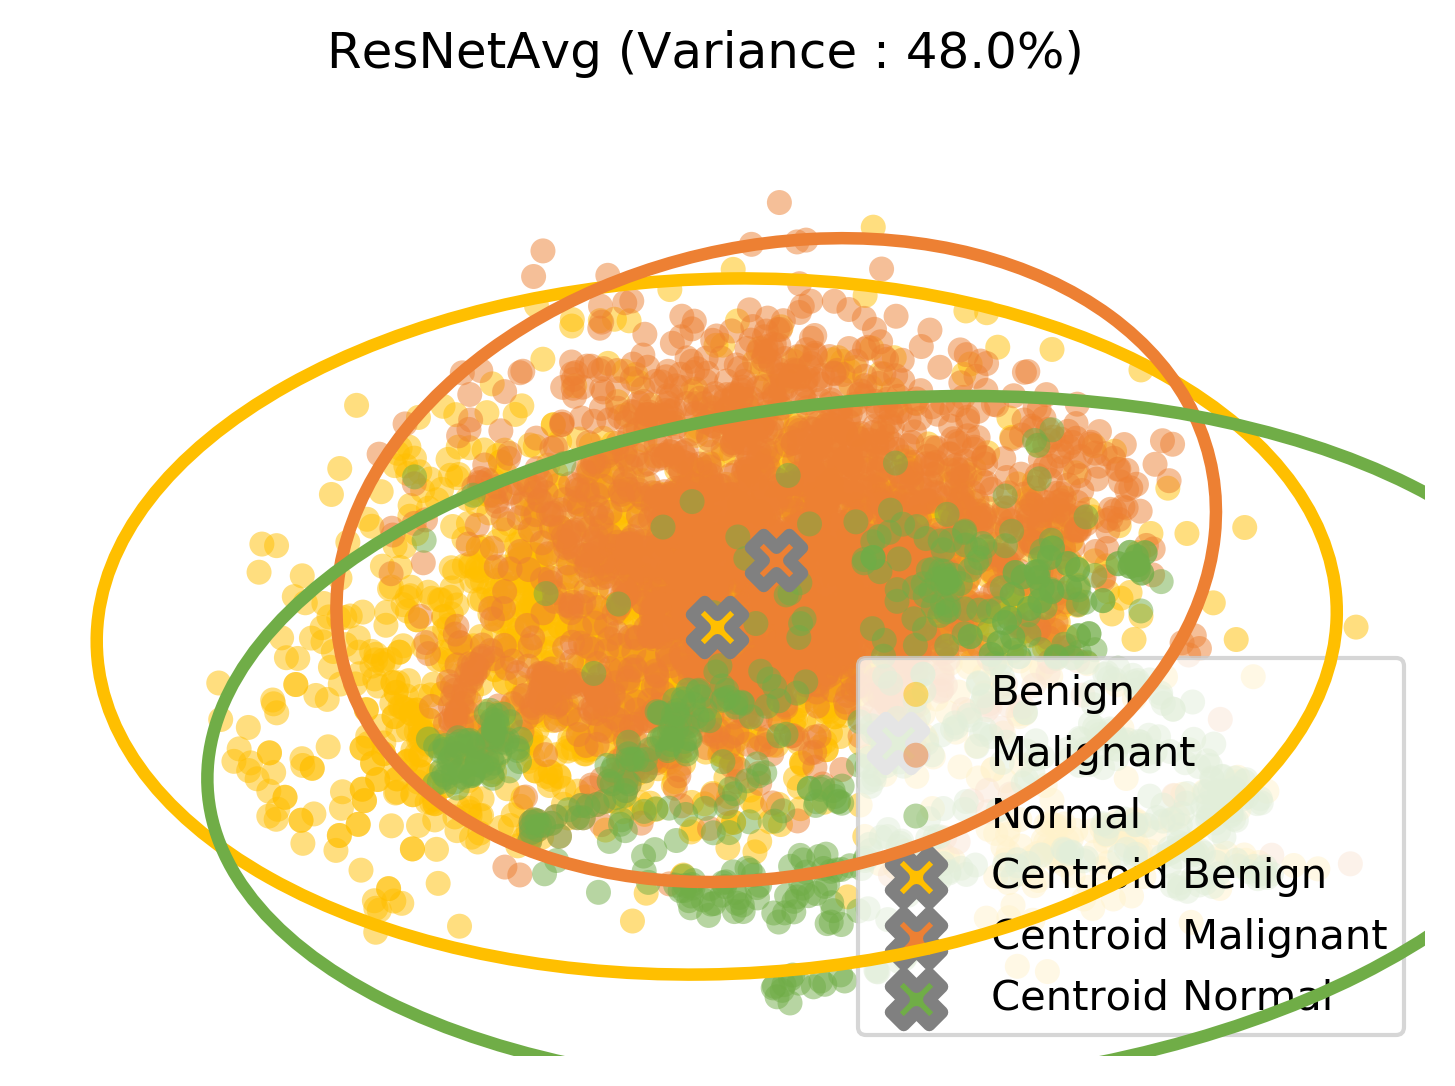 ResNetAvg (Variance : 48.0%)
Benign
Malignant
Normal
Centroid Benign
Centroid Malignant
Centroid Normal